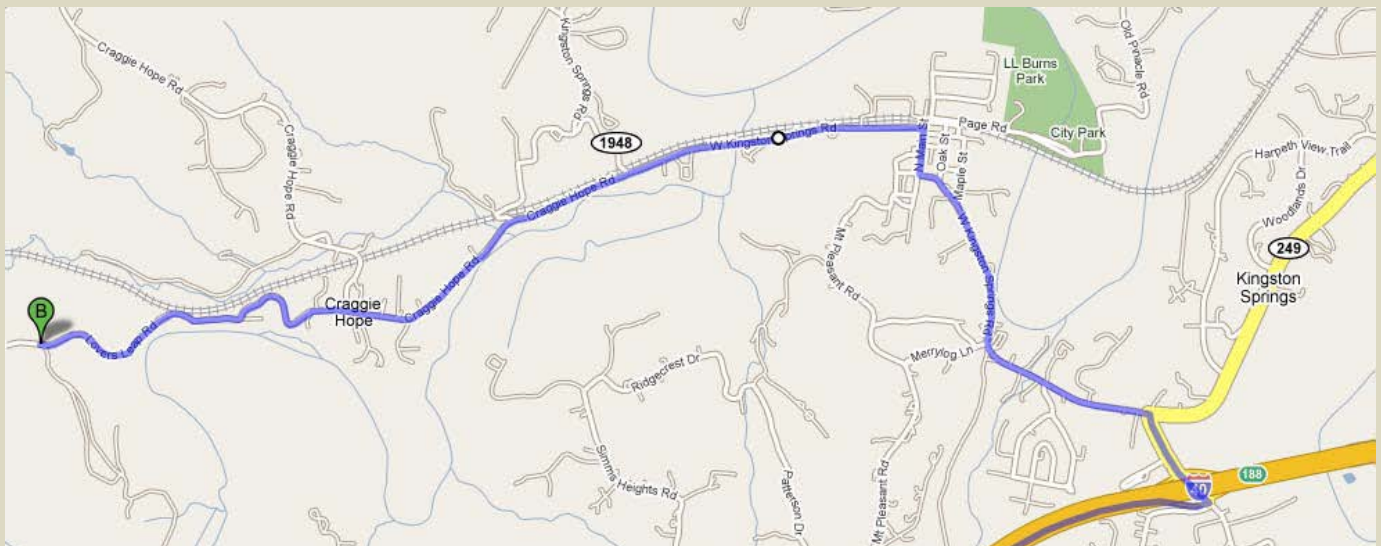 Craggie Hope Rd
Kingston Springs Rd
Old Pinacle Rd
LL Burns
Park
City Park
Page Rd
1948
W Kingston Springs Rd
N Main St
Oak St
Maple St
Harpeth View Trail
Woodlands Dr
249
Kingston
Springs
Craggie Hope Rd
Craggie Hope Rd
Mt Pleasant Rd
W Kingston Springs Rd
Craggie Hope Rd
Craggie
Hope
B
Lovers Leap Rd
Merrylog Ln
Ridgecrest Dr
Simms Heights Rd
Patterson Dr
Mt Pleasant Rd
40
188